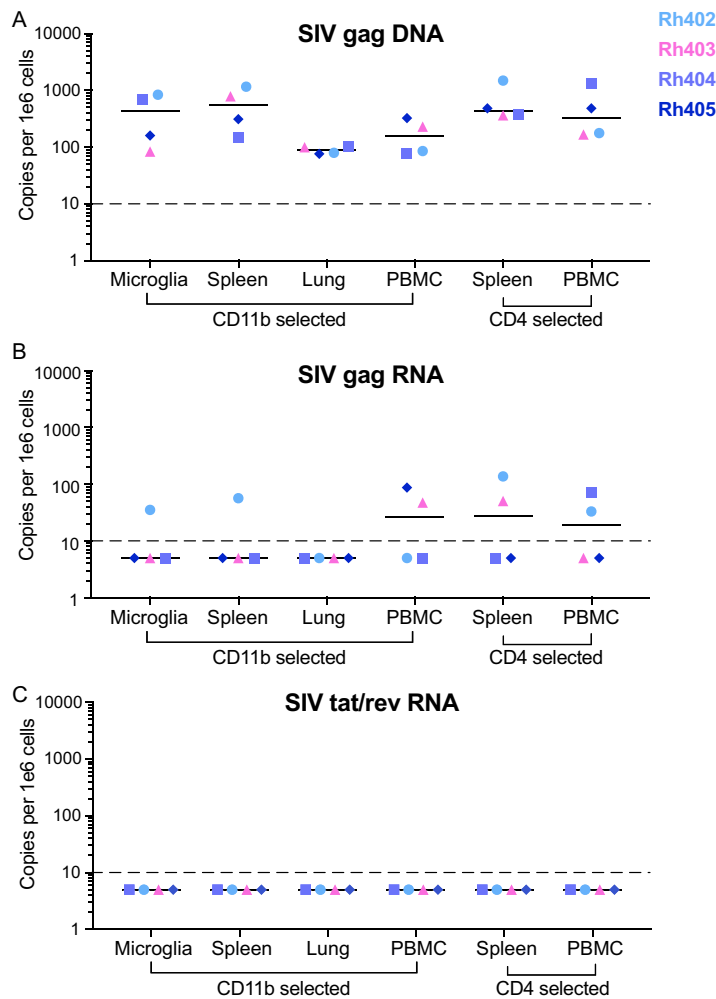 A
SIV gag DNA
Rh402
Rh403
Rh404
Rh405
Copies per 1e6 cells
10000
1000
100
10
1
Microglia Spleen Lung PBMC Spleen PBMC
CD11b selected CD4 selected
B
SIV gag RNA
Copies per 1e6 cells
10000
1000
100
10
1
Microglia Spleen Lung PBMC Spleen PBMC
CD11b selected CD4 selected
C
SIV tat/rev RNA
Copies per 1e6 cells
10000
1000
100
10
1
Microglia Spleen Lung PBMC Spleen PBMC
CD11b selected CD4 selected